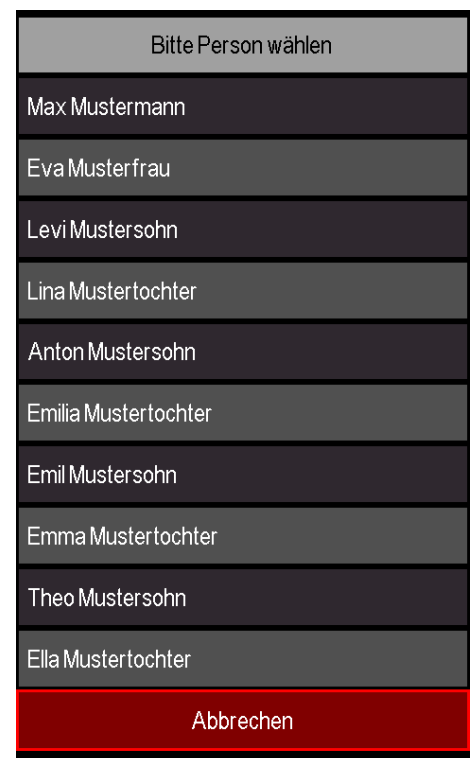 Bitte Person wählen
Max Mustermann
Eva Musterfrau
Levi Mustersohn
Lina Mustertochter
Anton Mustersohn
Emilia Mustertochter
Emil Mustersohn
Emma Mustertochter
Theo Mustersohn
Ella Mustertochter
Abbrechen